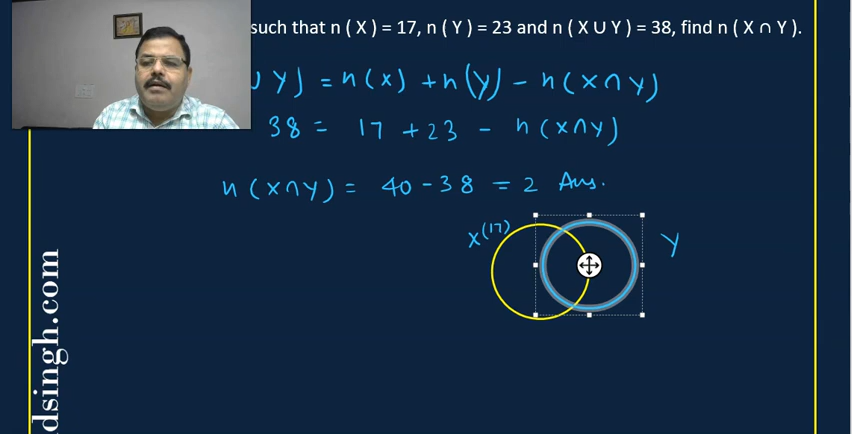 such that n ( X ) = 17, n ( Y ) = 23 and n ( X ∪ Y ) = 38, find n ( X ∩ Y ).
∪ Y) = n(x) + n(y) - n(x∩y)
38 = 17 + 23 - n(x∩y)
n(x∩y) = 40 - 38 = 2 Ans.
x(17) Y
dsingh.com